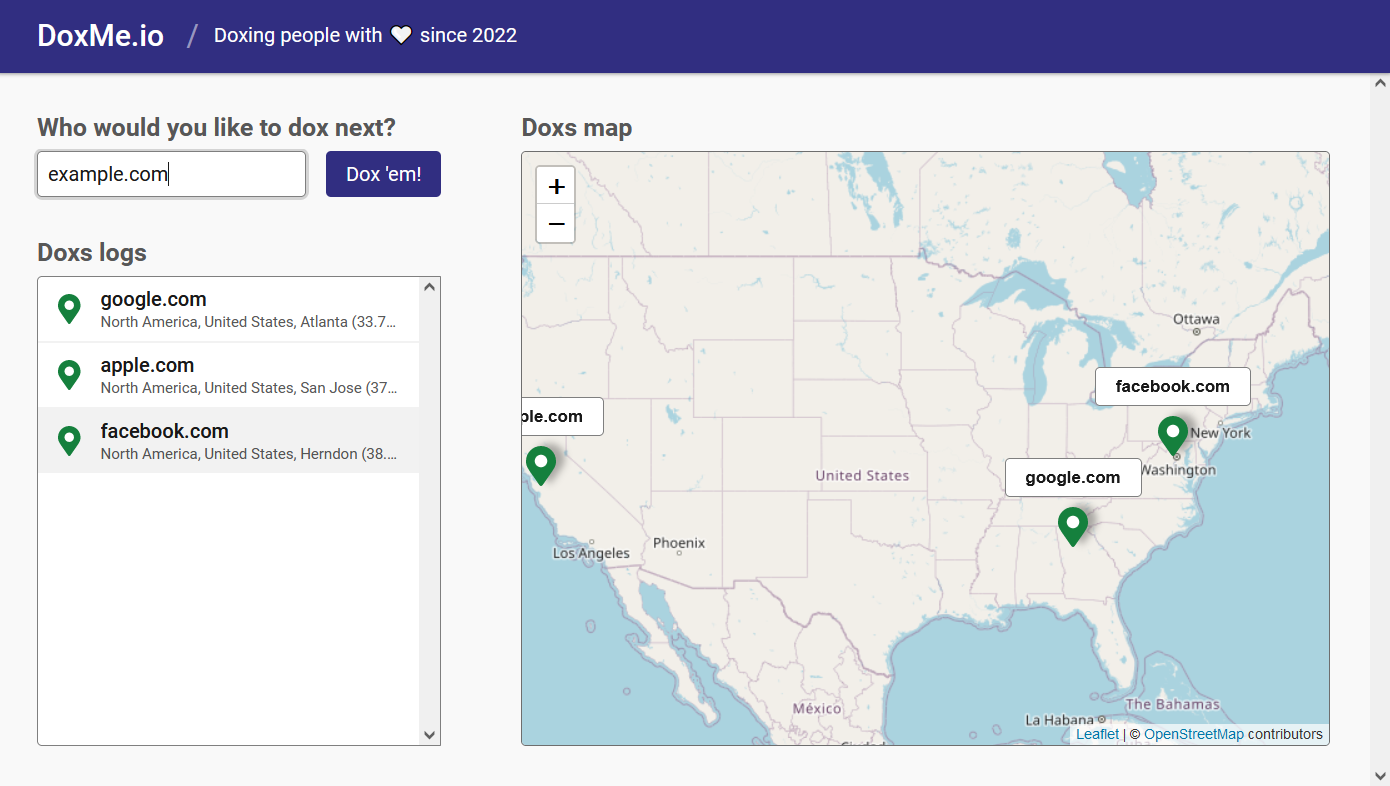 DoxMe.io / Doxing people with 🤍 since 2022
Who would you like to dox next?
example.com
Dox 'em!
Doxs logs
google.com
North America, United States, Atlanta (33.7...
apple.com
North America, United States, San Jose (37...
facebook.com
North America, United States, Herndon (38....
Doxs map
+
−
Ottawa
facebook.com
ple.com
New York
Washington
United States
google.com
Los Angeles
Phoenix
México
The Bahamas
La Habana
Leaflet | © OpenStreetMap contributors